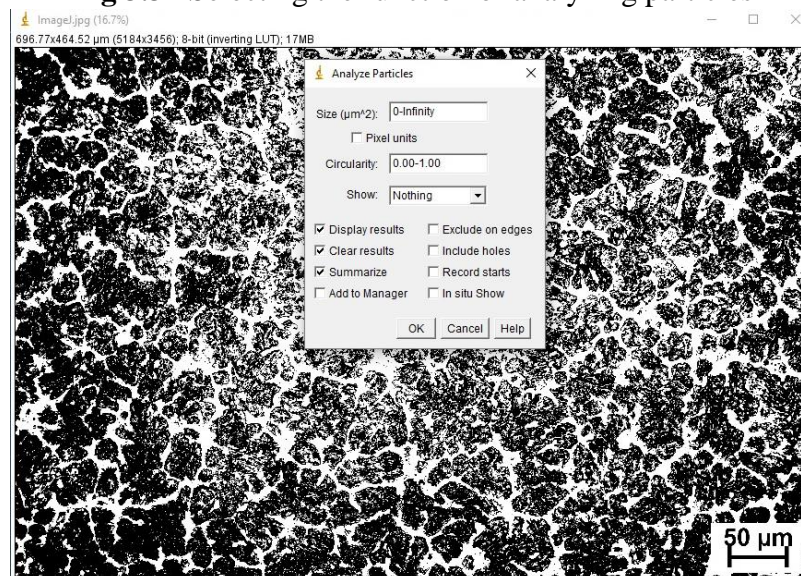 ImageJ.jpg (16.7%)
696.77x464.52 µm (5184x3456); 8-bit (inverting LUT); 17MB
Analyze Particles
Size (µm^2): 0-Infinity
Pixel units
Circularity: 0.00-1.00
Show: Nothing
Display results Exclude on edges
Clear results Include holes
Summarize Record starts
Add to Manager In situ Show
OK Cancel Help
50 µm